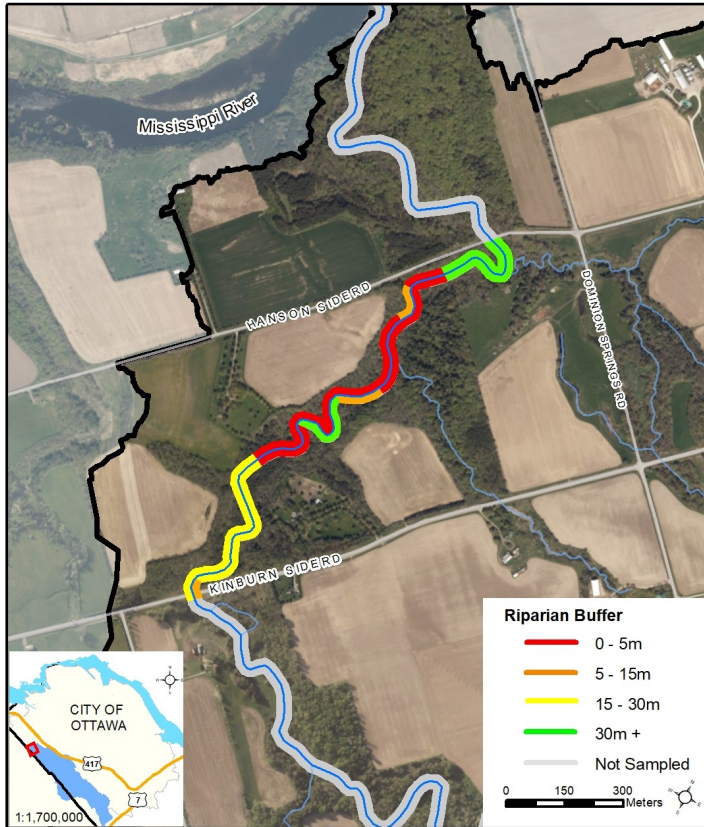 Mississippi River
HANSON SIDERD
DOMINION SPRINGS RD
KINBURN SIDERD
Riparian Buffer
0 - 5m
5 - 15m
15 - 30m
30m +
Not Sampled
0 150 300
Meters
N
E
S
W
CITY OF
OTTAWA
N
E
S
W
417
7
1:1,700,000